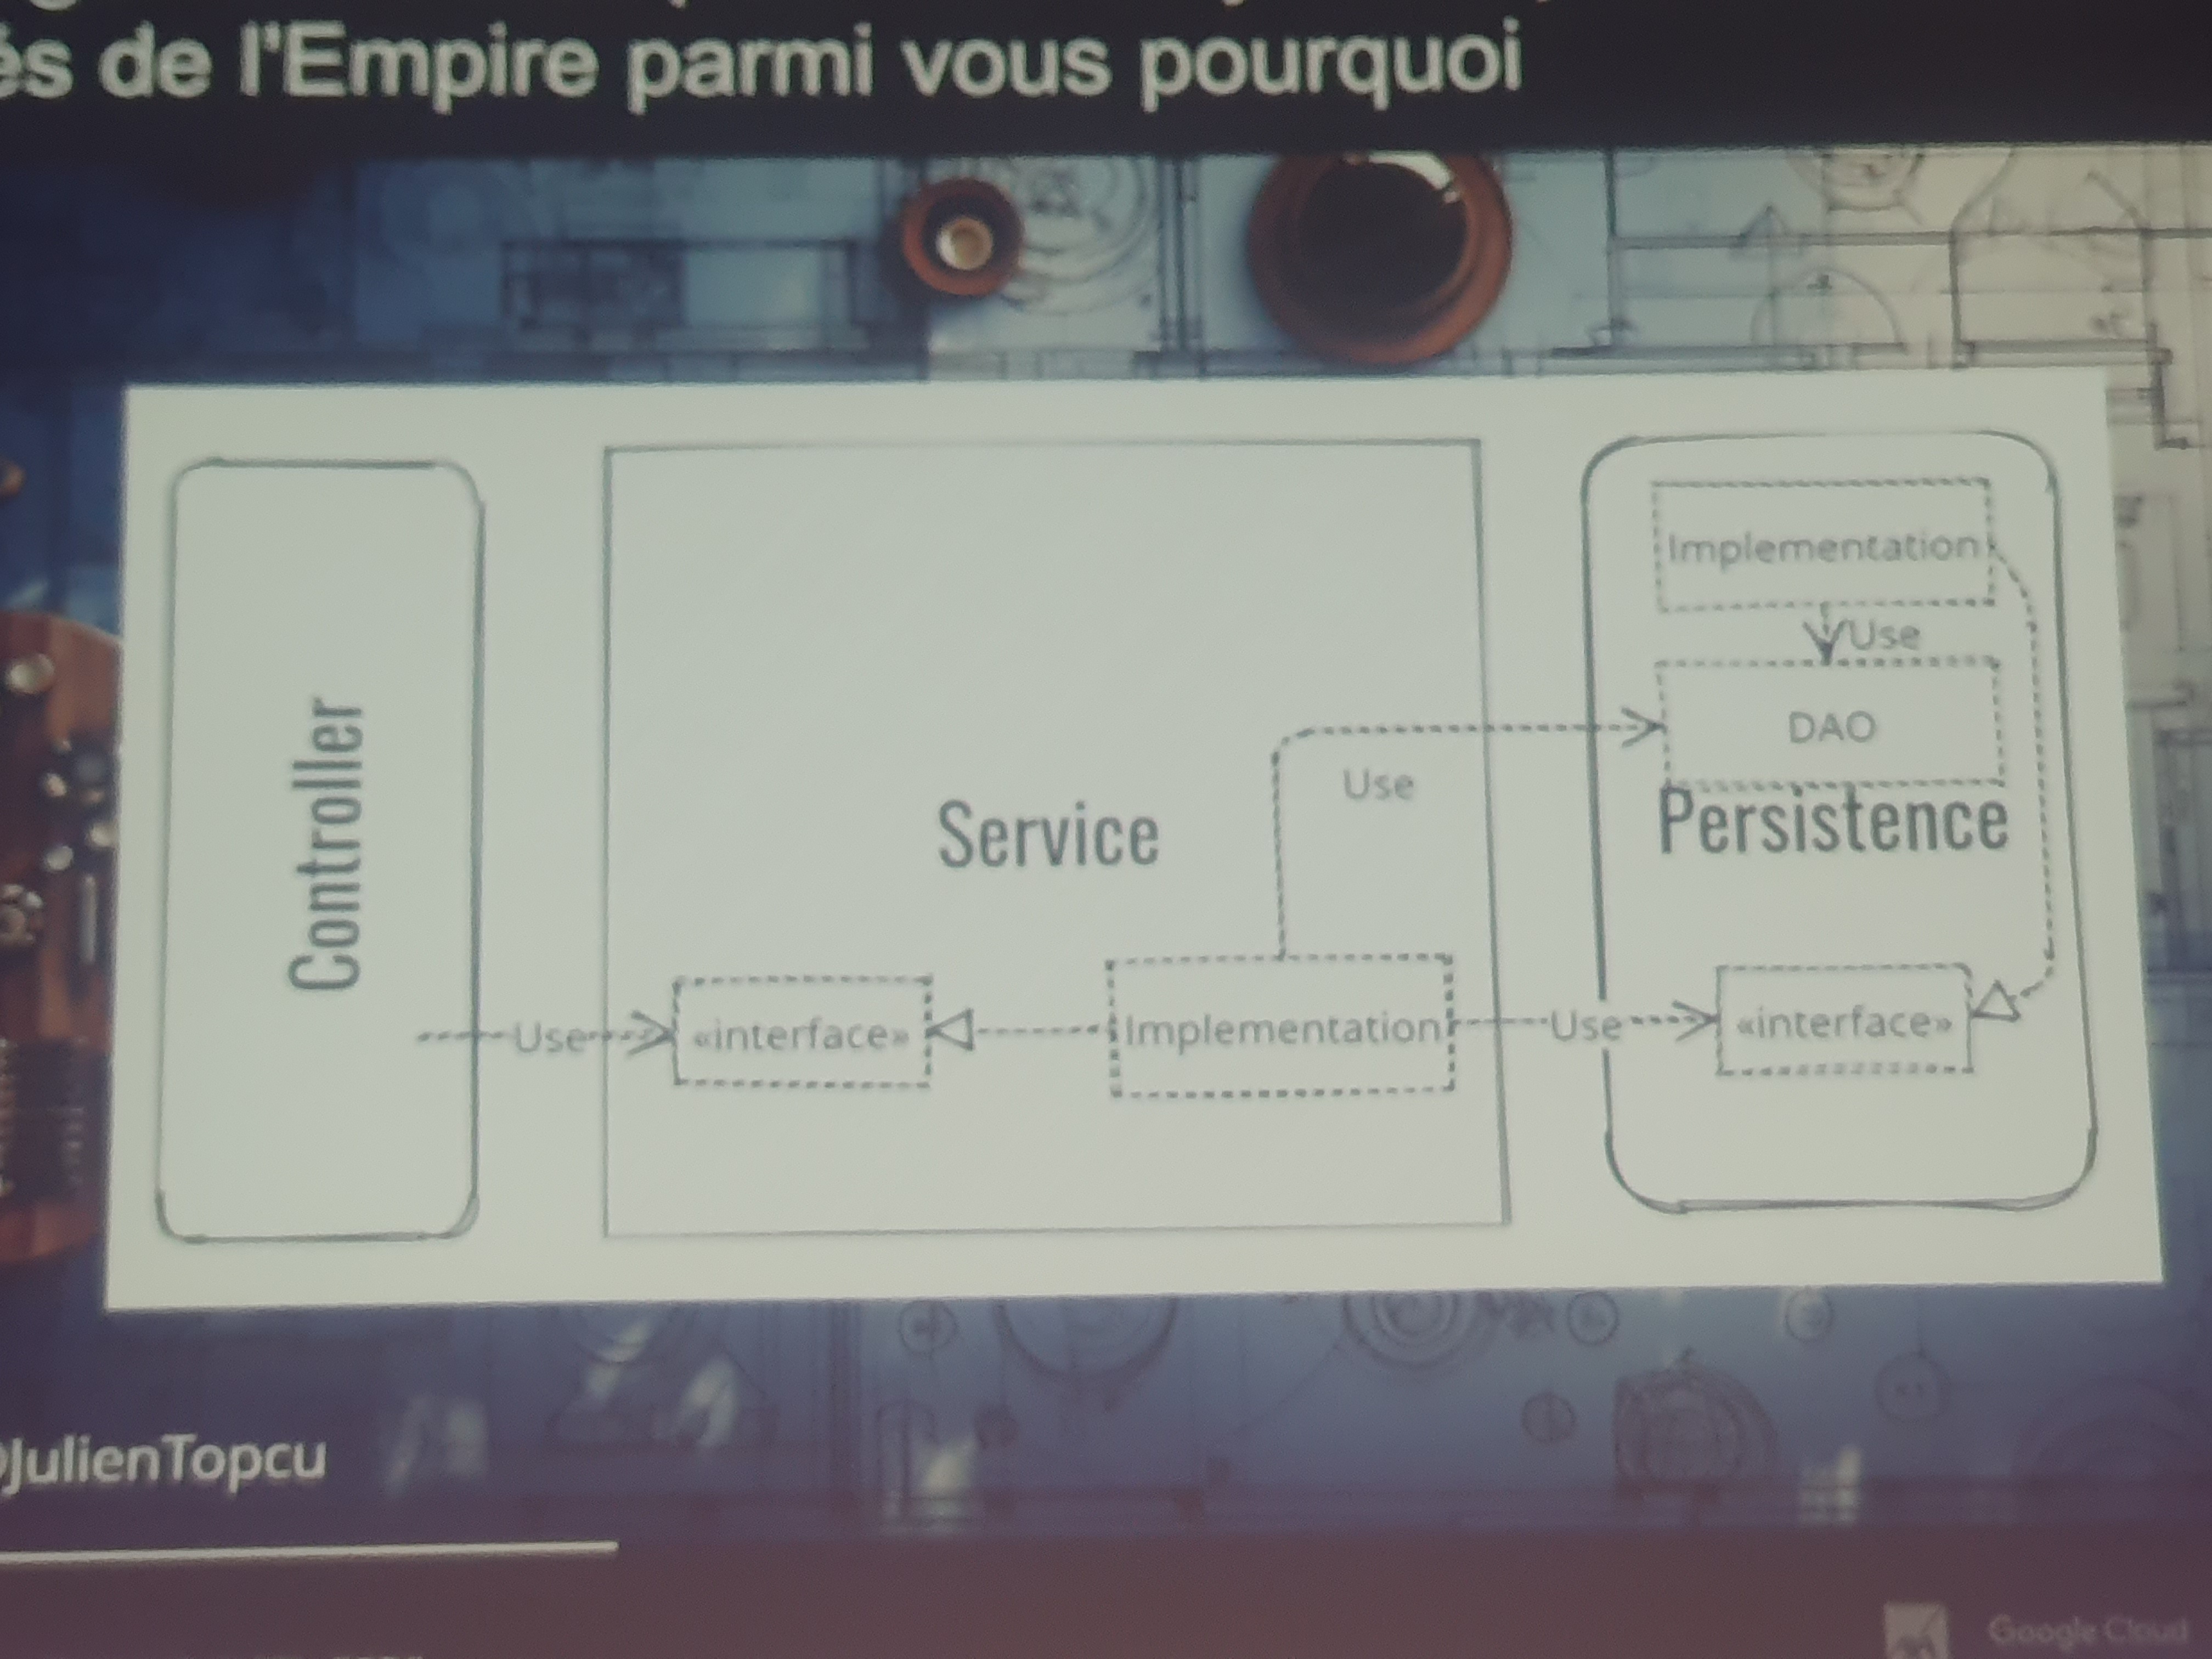 és de l'Empire parmi vous pourquoi
Implementation
Use
DAO
Use
Controller
Service
Persistence
Use
«interface»
Implementation
Use
«interface»
@JulienTopcu
Google Cloud